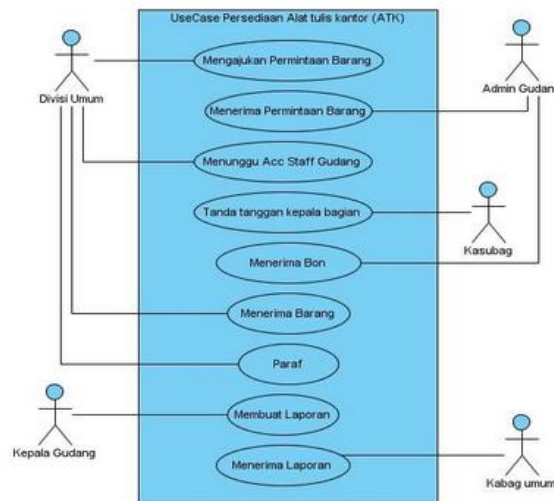 UseCase Persediaan Alat tulis kantor (ATK)
Mengajukan Permintaan Barang
Divisi Umum
Admin Gudan
Menerima Permintaan Barang
Menunggu Acc Staff Gudang
Tanda tanggan kepala bagian
Kasubag
Menerima Bon
Menerima Barang
Paraf
Membuat Laporan
Kepala Gudang
Menerima Laporan
Kabag umum